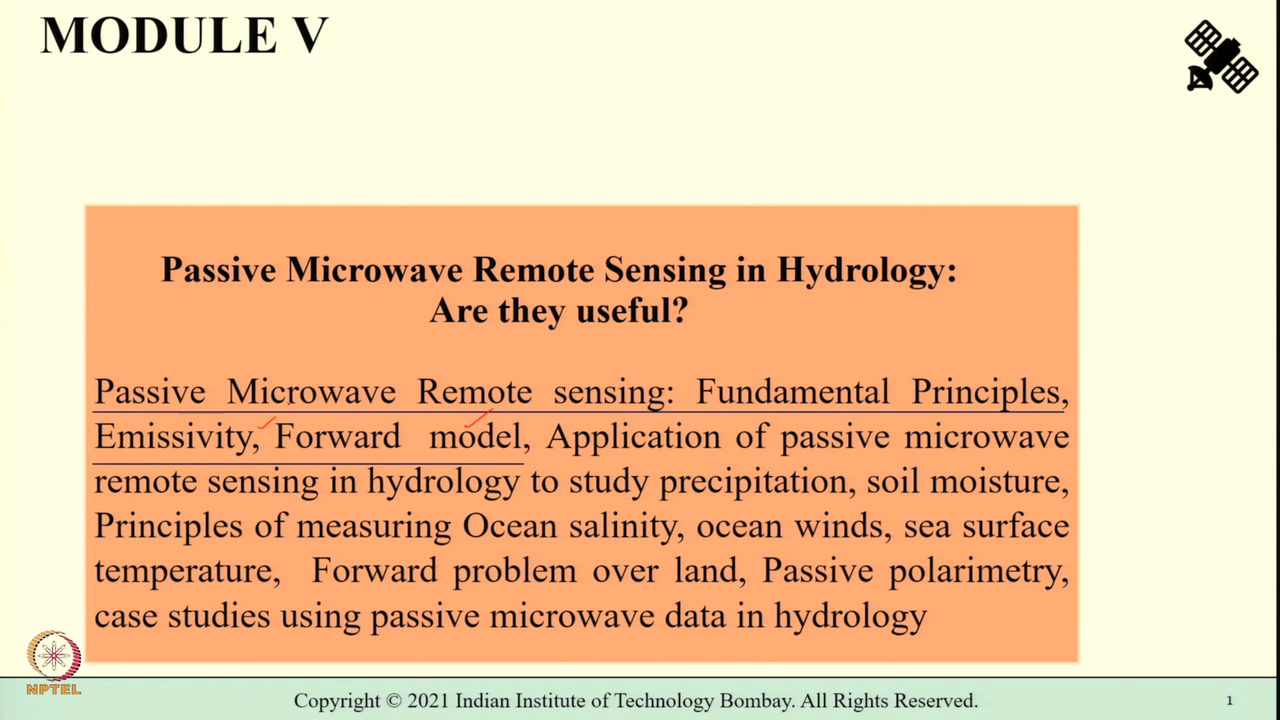 MODULE V
Passive Microwave Remote Sensing in Hydrology:
Are they useful?
Passive Microwave Remote sensing: Fundamental Principles,
Emissivity, Forward model, Application of passive microwave
remote sensing in hydrology to study precipitation, soil moisture,
Principles of measuring Ocean salinity, ocean winds, sea surface
temperature, Forward problem over land, Passive polarimetry,
case studies using passive microwave data in hydrology
NPTEL
Copyright © 2021 Indian Institute of Technology Bombay. All Rights Reserved.
1